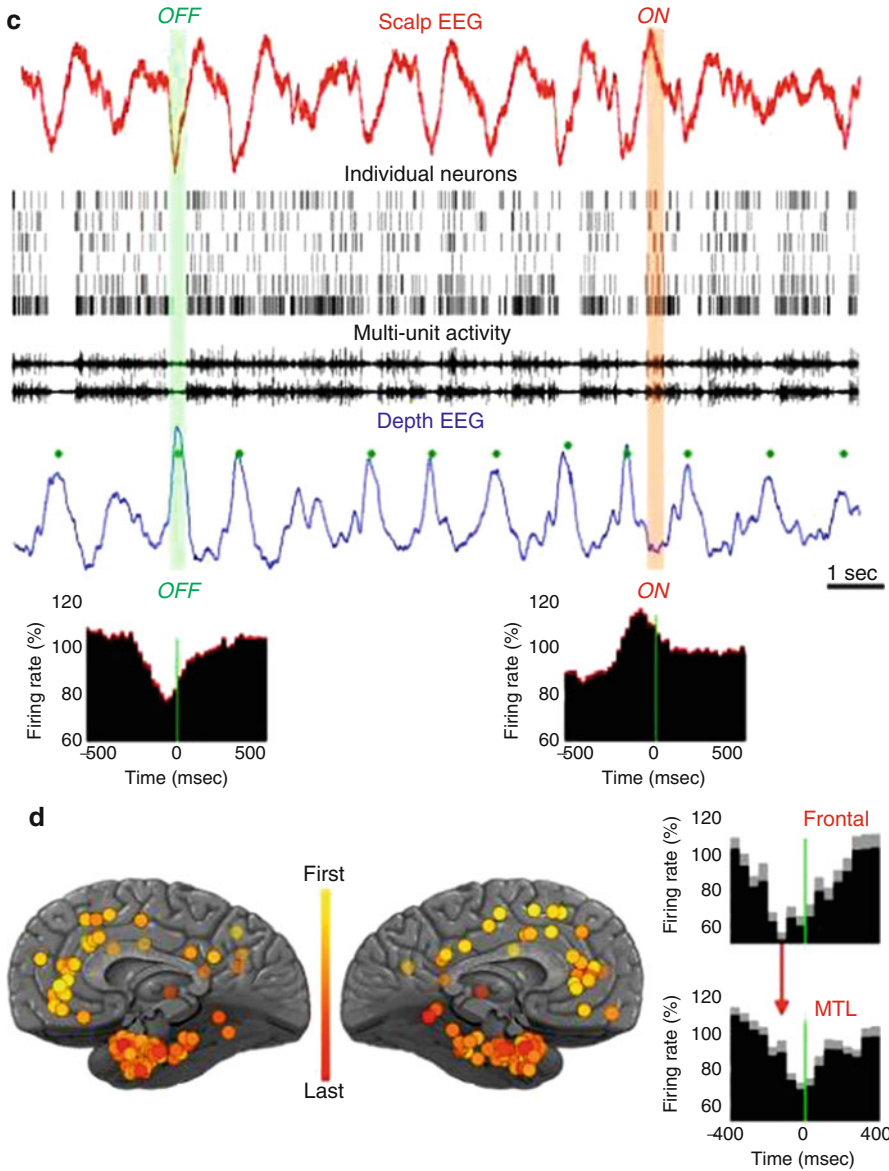 c
OFF
ON
Scalp EEG
Individual neurons
Multi-unit activity
Depth EEG
1 sec
OFF
ON
120
100
80
60
Firing rate (%)
–500
0
500
Time (msec)
120
100
80
60
Firing rate (%)
–500
0
500
Time (msec)
d
First
Last
Frontal
120
100
80
60
Firing rate (%)
MTL
120
100
80
60
Firing rate (%)
–400
0
400
Time (msec)